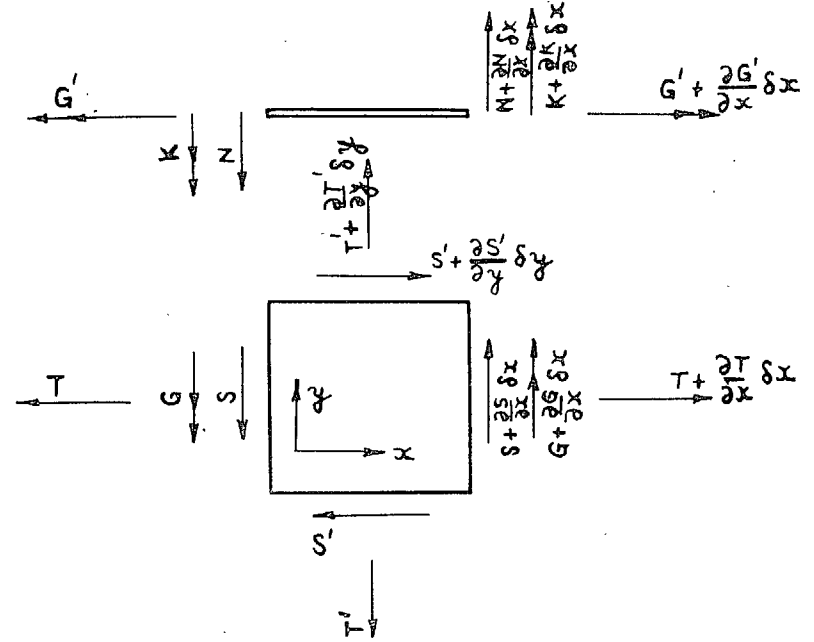 G'
K
N
N + ∂N/∂x δx
K + ∂K/∂x δx
G' + ∂G'/∂x δx
T' + ∂T'/∂y δy
S' + ∂S'/∂y δy
T
G
S
y
x
S + ∂S/∂x δx
G + ∂G/∂x δx
T + ∂T/∂x δx
S'
T'